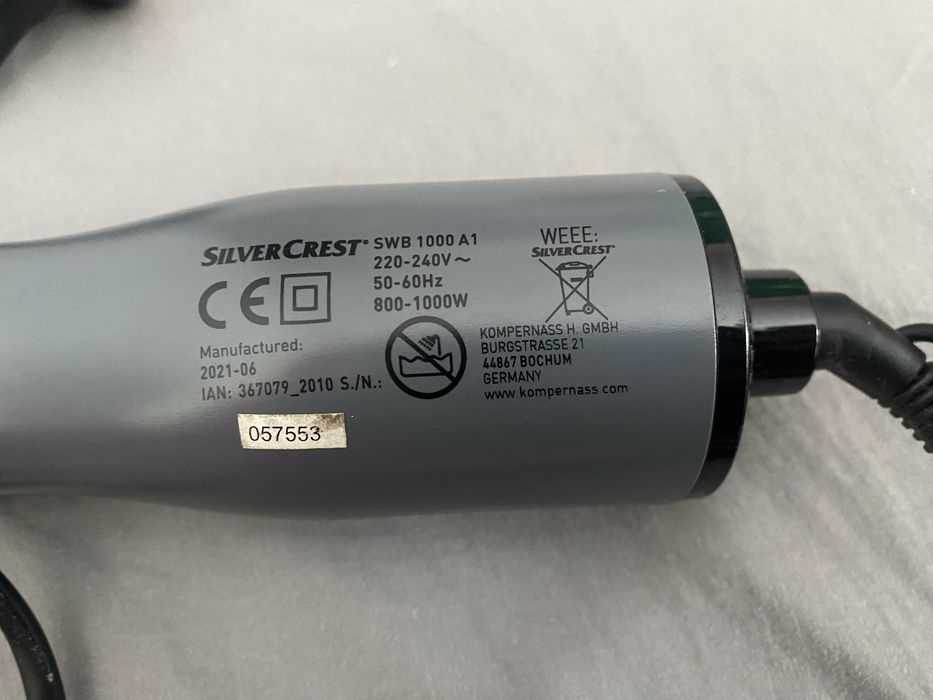 SILVERCREST® SWB 1000 A1
220-240V~
50-60Hz
800-1000W
CE
Manufactured:
2021-06
IAN: 367079_2010 S./N.:
057553
WEEE:
SILVERCREST®
KOMPERNASS H. GMBH
BURGSTRASSE 21
44867 BOCHUM
GERMANY
www.kompernass.com